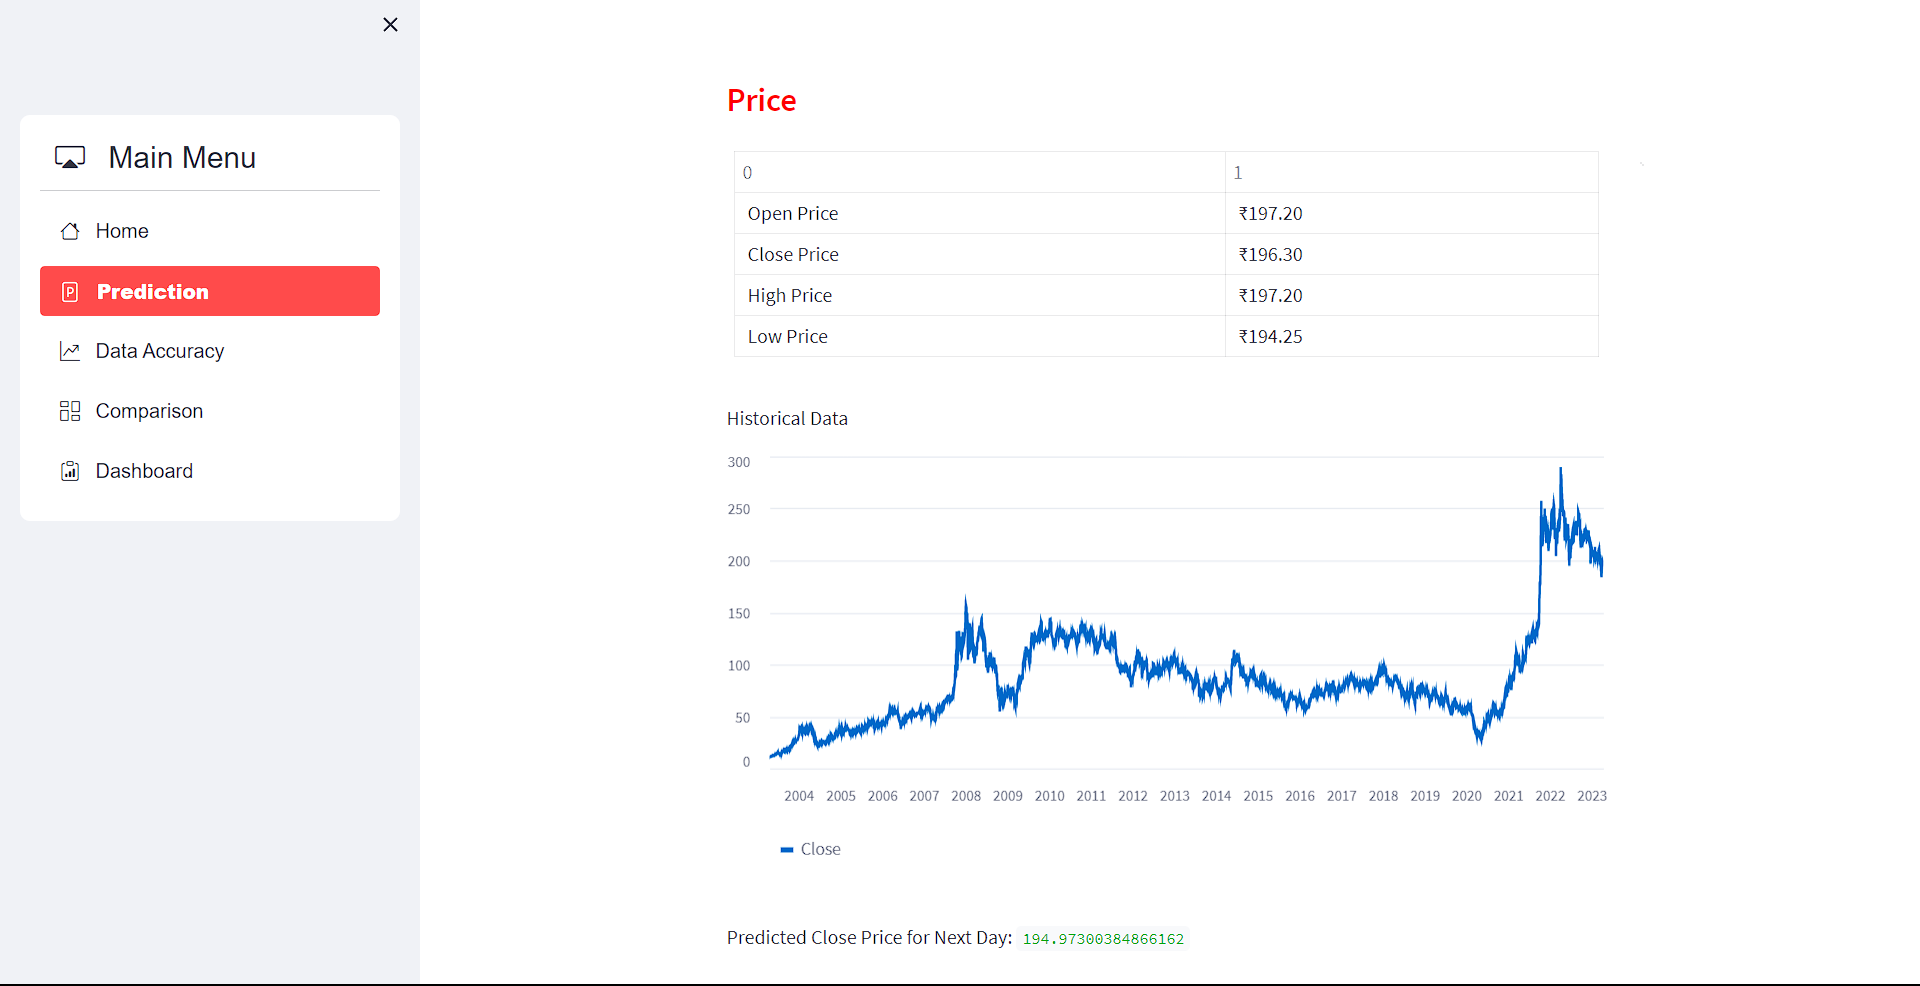 Main Menu
Home
Prediction
Data Accuracy
Comparison
Dashboard
Price
0 1
Open Price ₹197.20
Close Price ₹196.30
High Price ₹197.20
Low Price ₹194.25
Historical Data
300
250
200
150
100
50
0
2004 2005 2006 2007 2008 2009 2010 2011 2012 2013 2014 2015 2016 2017 2018 2019 2020 2021 2022 2023
Close
Predicted Close Price for Next Day: 194.97300384866162